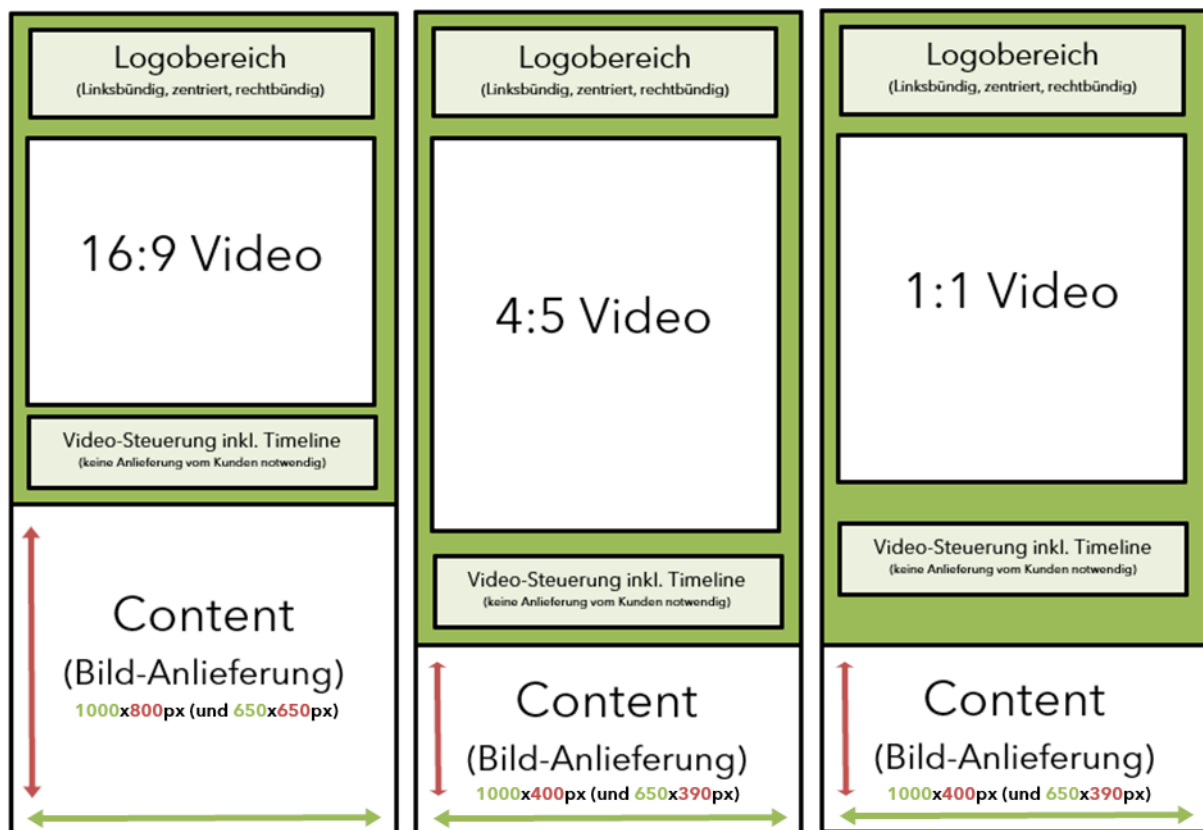 Logobereich
(Linksbündig, zentriert, rechtbündig)
16:9 Video
Video-Steuerung inkl. Timeline
(keine Anlieferung vom Kunden notwendig)
Content
(Bild-Anlieferung)
1000x800px (und 650x650px)
Logobereich
(Linksbündig, zentriert, rechtbündig)
4:5 Video
Video-Steuerung inkl. Timeline
(keine Anlieferung vom Kunden notwendig)
Content
(Bild-Anlieferung)
1000x400px (und 650x390px)
Logobereich
(Linksbündig, zentriert, rechtbündig)
1:1 Video
Video-Steuerung inkl. Timeline
(keine Anlieferung vom Kunden notwendig)
Content
(Bild-Anlieferung)
1000x400px (und 650x390px)